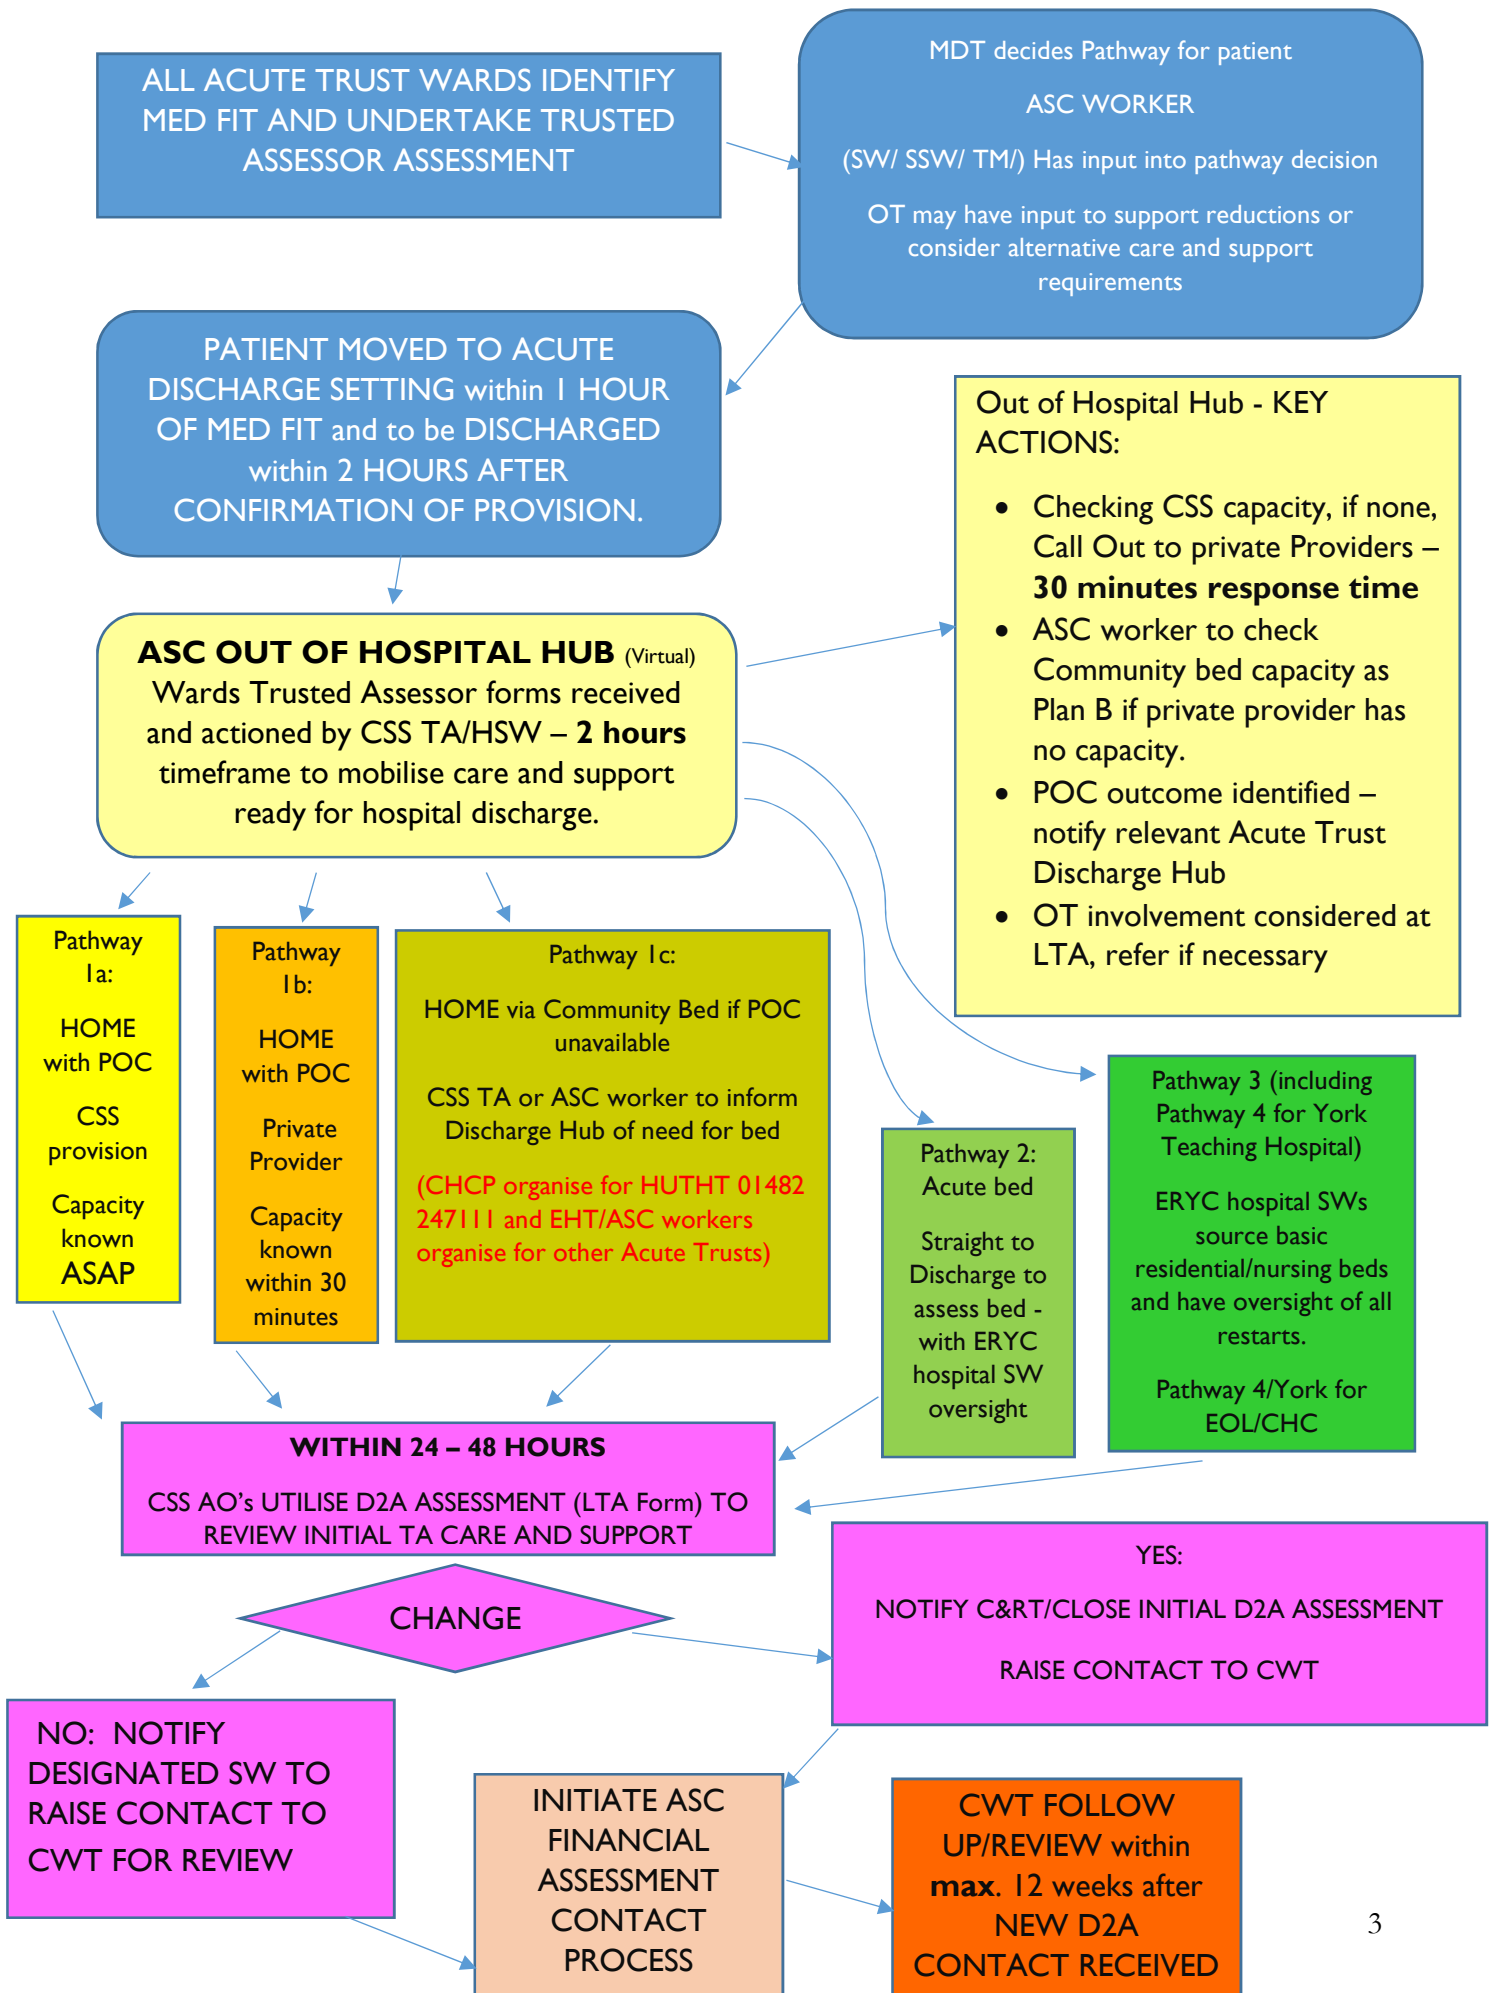 ALL ACUTE TRUST WARDS IDENTIFY
MED FIT AND UNDERTAKE TRUSTED
ASSESSOR ASSESSMENT
MDT decides Pathway for patient
ASC WORKER
(SW/ SSW/ TM/) Has input into pathway decision
OT may have input to support reductions or
consider alternative care and support
requirements
PATIENT MOVED TO ACUTE
DISCHARGE SETTING within 1 HOUR
OF MED FIT and to be DISCHARGED
within 2 HOURS AFTER
CONFIRMATION OF PROVISION.
Out of Hospital Hub - KEY
ACTIONS:
• Checking CSS capacity, if none,
Call Out to private Providers –
30 minutes response time
• ASC worker to check
Community bed capacity as
Plan B if private provider has
no capacity.
• POC outcome identified –
notify relevant Acute Trust
Discharge Hub
• OT involvement considered at
LTA, refer if necessary
ASC OUT OF HOSPITAL HUB (Virtual)
Wards Trusted Assessor forms received
and actioned by CSS TA/HSW – 2 hours
timeframe to mobilise care and support
ready for hospital discharge.
Pathway
1a:
HOME
with POC
CSS
provision
Capacity
known
ASAP
Pathway
1b:
HOME
with POC
Private
Provider
Capacity
known
within 30
minutes
Pathway 1c:
HOME via Community Bed if POC
unavailable
CSS TA or ASC worker to inform
Discharge Hub of need for bed
(CHCP organise for HUTHT 01482
247111 and EHT/ASC workers
organise for other Acute Trusts)
Pathway 2:
Acute bed
Straight to
Discharge to
assess bed -
with ERYC
hospital SW
oversight
Pathway 3 (including
Pathway 4 for York
Teaching Hospital)
ERYC hospital SWs
source basic
residential/nursing beds
and have oversight of all
restarts.
Pathway 4/York for
EOL/CHC
WITHIN 24 – 48 HOURS
CSS AO's UTILISE D2A ASSESSMENT (LTA Form) TO
REVIEW INITIAL TA CARE AND SUPPORT
CHANGE
YES:
NOTIFY C&RT/CLOSE INITIAL D2A ASSESSMENT
RAISE CONTACT TO CWT
NO: NOTIFY
DESIGNATED SW TO
RAISE CONTACT TO
CWT FOR REVIEW
INITIATE ASC
FINANCIAL
ASSESSMENT
CONTACT
PROCESS
CWT FOLLOW
UP/REVIEW within
max. 12 weeks after
NEW D2A
CONTACT RECEIVED
3